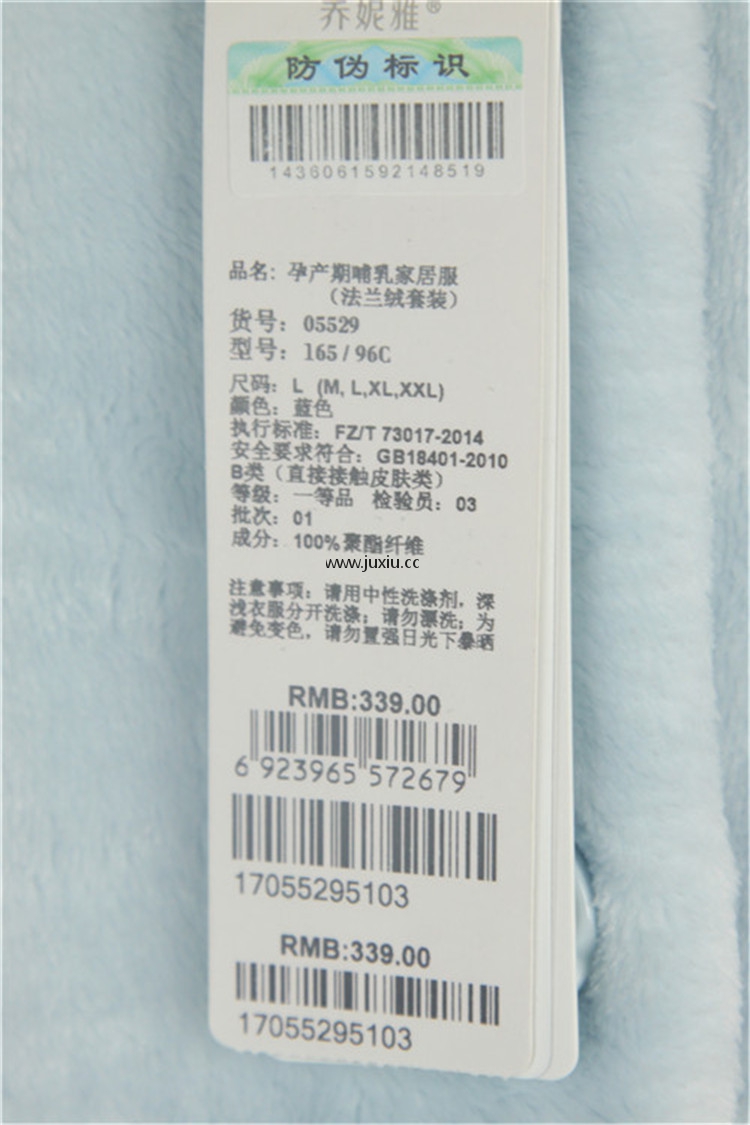 乔妮雅®
防伪标识
1436061592148519
品名：孕产期哺乳家居服
（法兰绒套装）
货号：05529
型号：165/96C
尺码：L (M, L,XL,XXL)
颜色：蓝色
执行标准：FZ/T 73017-2014
安全要求符合：GB18401-2010
B类（直接接触皮肤类）
等级：一等品 检验员：03
批次：01
成分：100%聚酯纤维
www.juxiu.cc
注意事项：请用中性洗涤剂，深
浅衣服分开洗涤；请勿漂洗；为
避免变色，请勿置强日光下暴晒
RMB:339.00
6 923965 572679
17055295103
RMB:339.00
17055295103